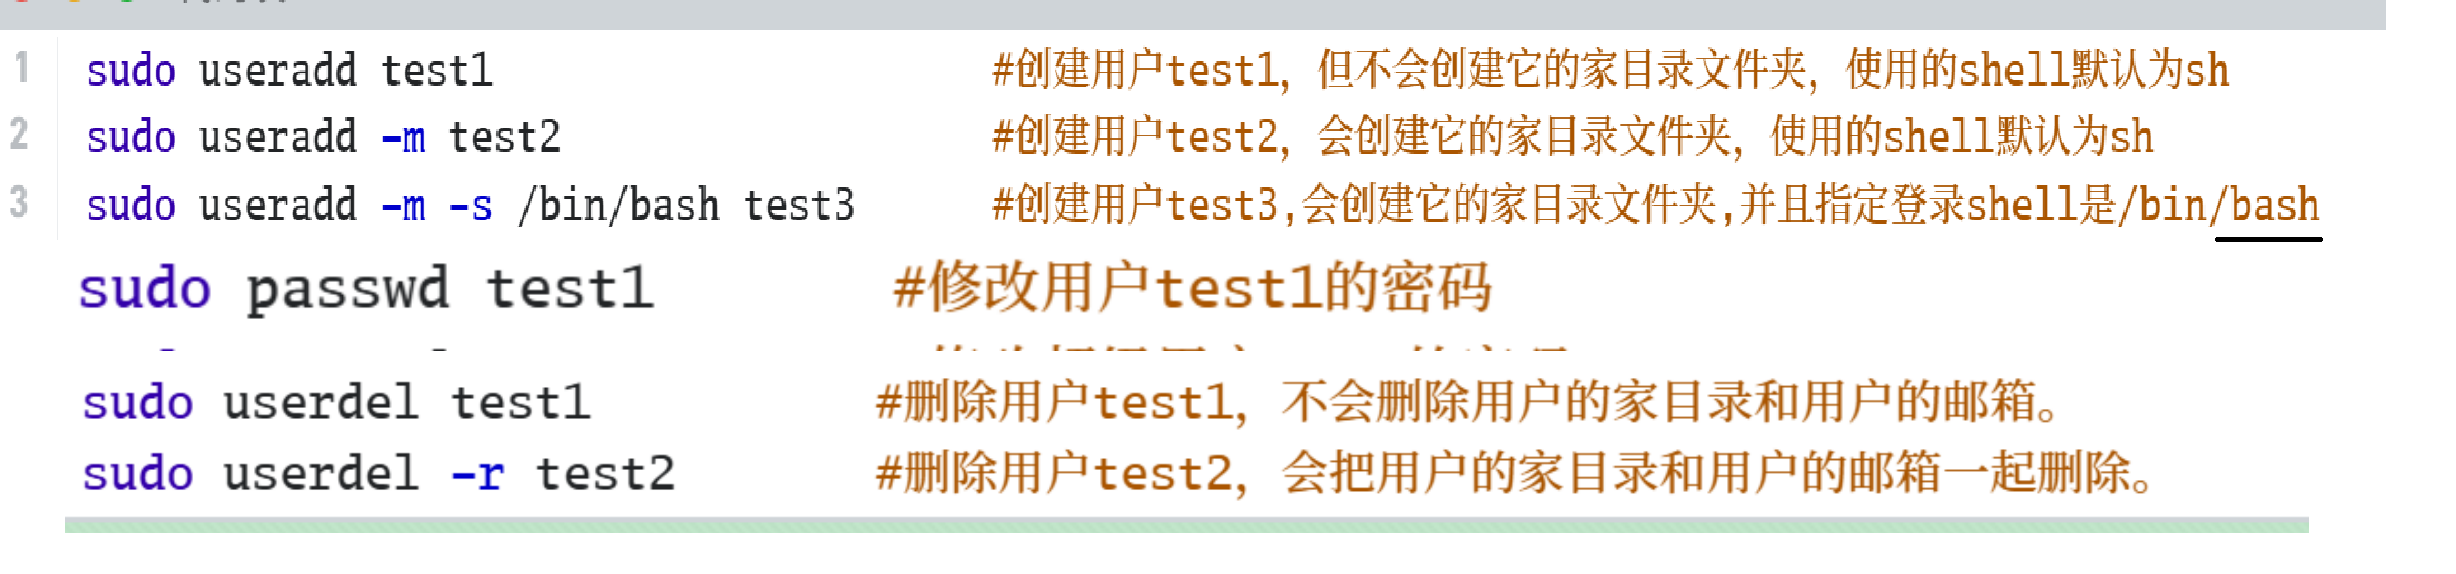 1 sudo useradd test1 #创建用户test1，但不会创建它的家目录文件夹，使用的shell默认为sh
2 sudo useradd -m test2 #创建用户test2，会创建它的家目录文件夹，使用的shell默认为sh
3 sudo useradd -m -s /bin/bash test3 #创建用户test3,会创建它的家目录文件夹,并且指定登录shell是/bin/bash
sudo passwd test1 #修改用户test1的密码
sudo userdel test1 #删除用户test1，不会删除用户的家目录和用户的邮箱。
sudo userdel -r test2 #删除用户test2，会把用户的家目录和用户的邮箱一起删除。